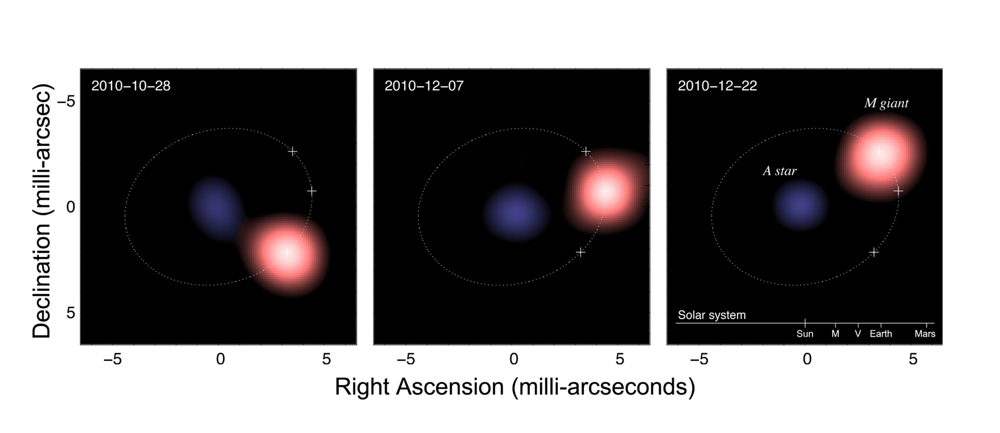 2010–10–28
2010–12–07
2010–12–22
M giant
A star
Declination (milli-arcsec)
–5
0
5
Solar system
Sun M V Earth Mars
–5 0 5
–5 0 5
–5 0 5
Right Ascension (milli-arcseconds)